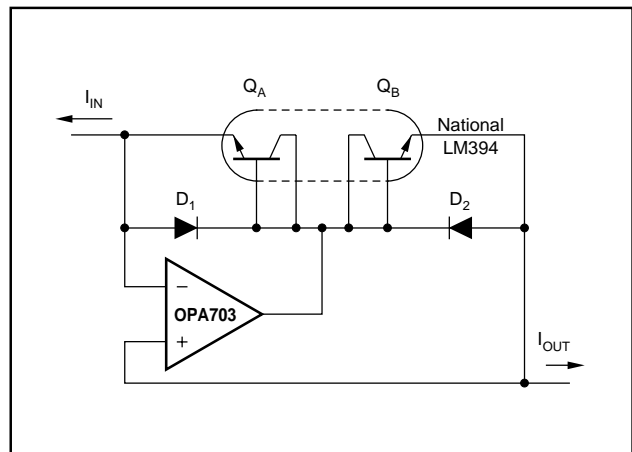 Q_A
Q_B
I_IN
National
LM394
D_1
D_2
−
OPA703
+
I_OUT